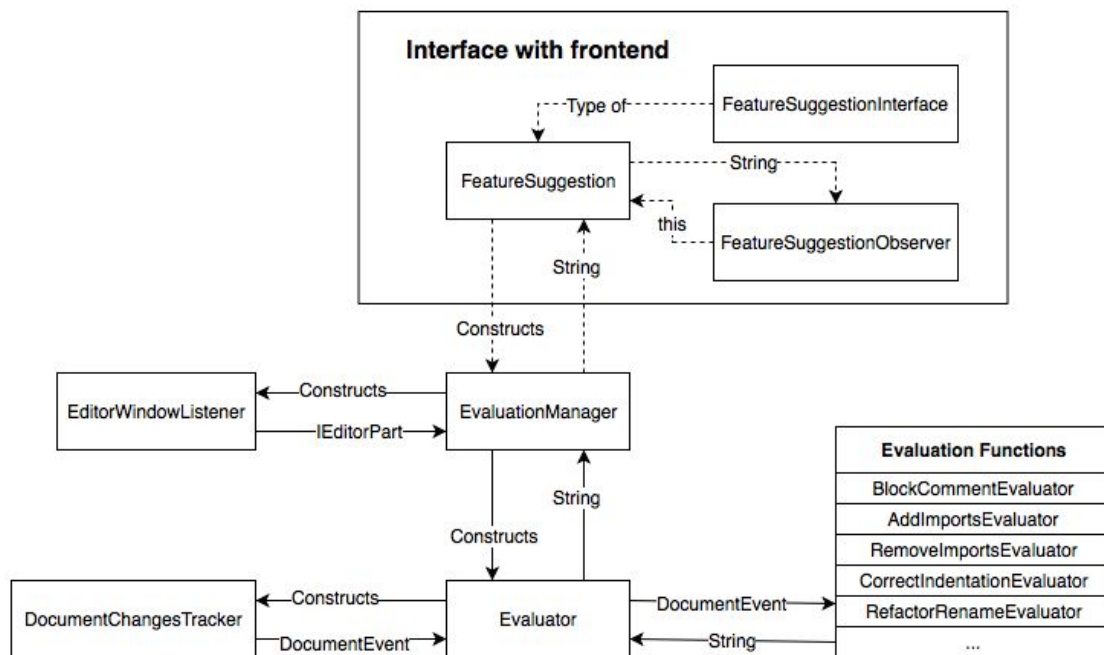 Interface with frontend
Type of
FeatureSuggestionInterface
FeatureSuggestion
String
this
FeatureSuggestionObserver
String
Constructs
EditorWindowListener
Constructs
IEditorPart
EvaluationManager
String
Constructs
Evaluation Functions
BlockCommentEvaluator
AddImportsEvaluator
RemoveImportsEvaluator
CorrectIndentationEvaluator
RefactorRenameEvaluator
...
DocumentChangesTracker
Constructs
DocumentEvent
Evaluator
DocumentEvent
String